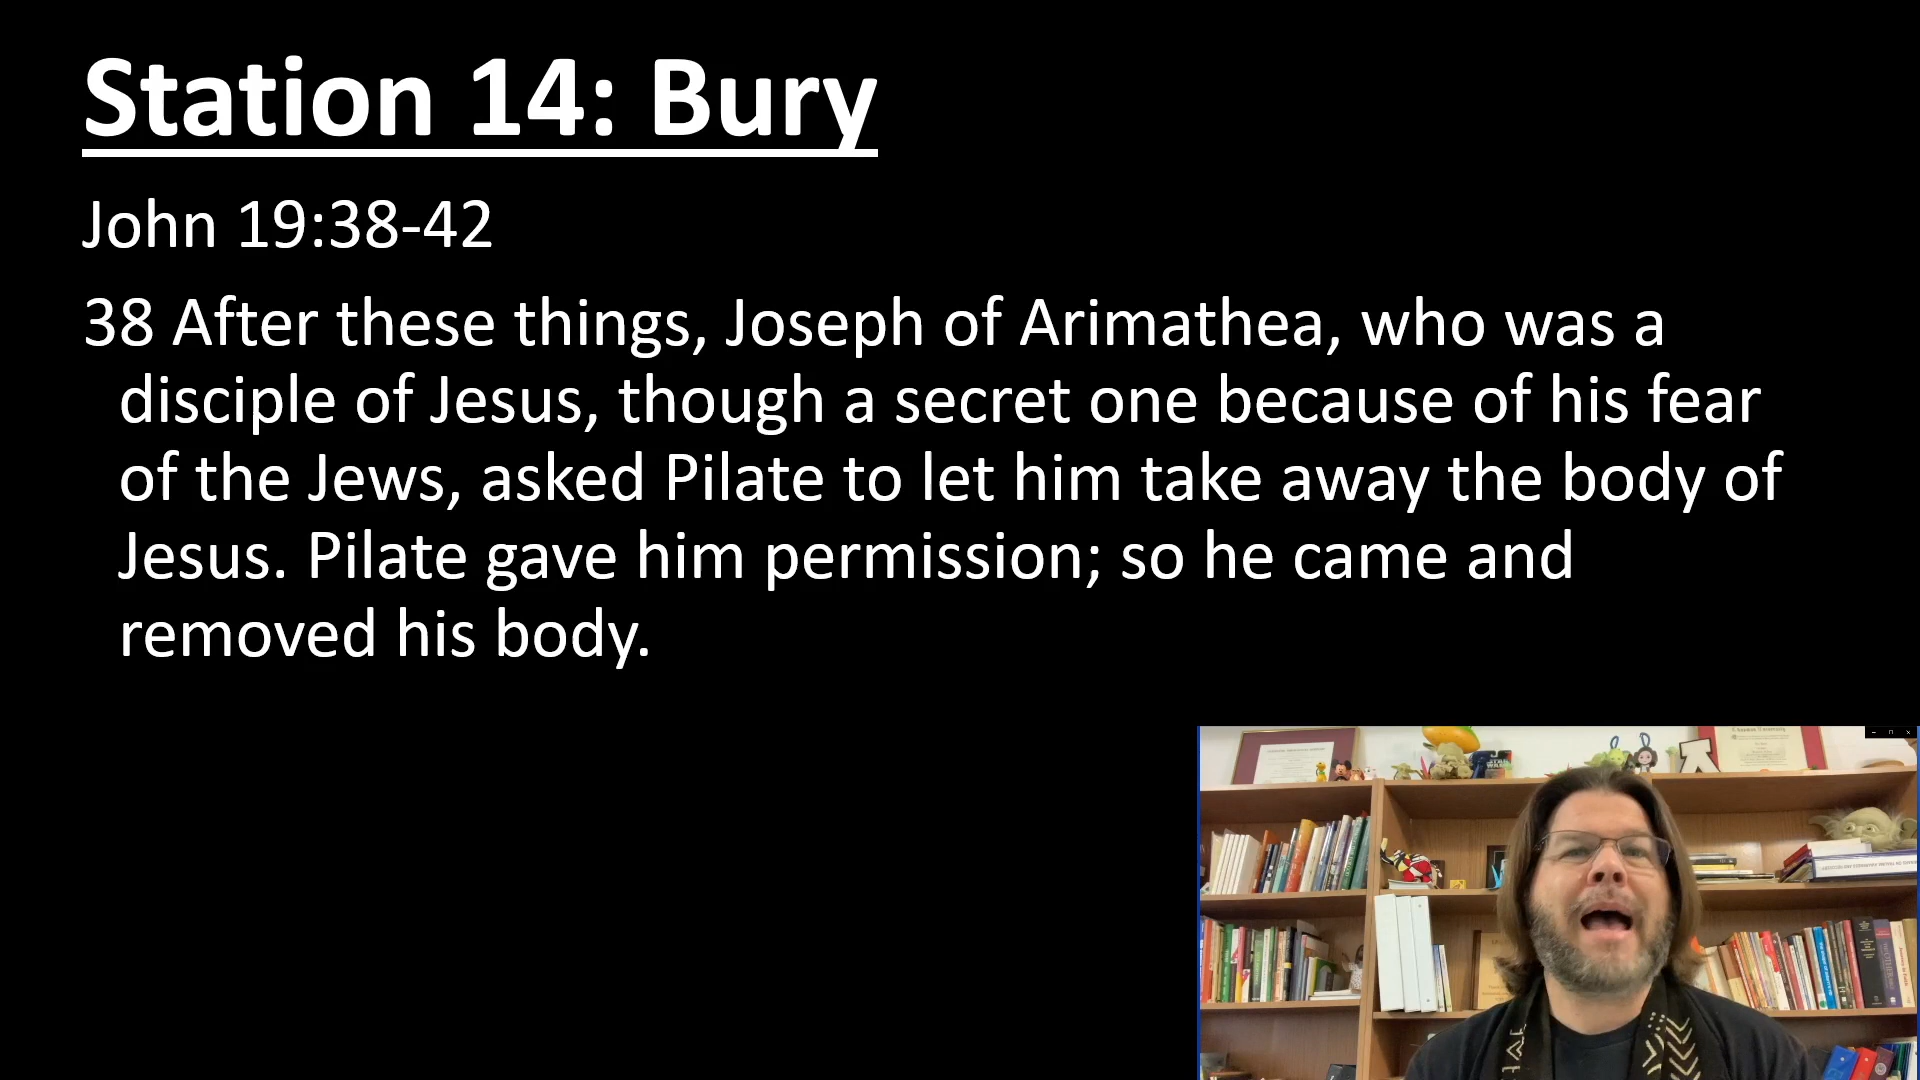 Station 14: Bury
John 19:38-42
38 After these things, Joseph of Arimathea, who was a
disciple of Jesus, though a secret one because of his fear
of the Jews, asked Pilate to let him take away the body of
Jesus. Pilate gave him permission; so he came and
removed his body.
STAR
WARS